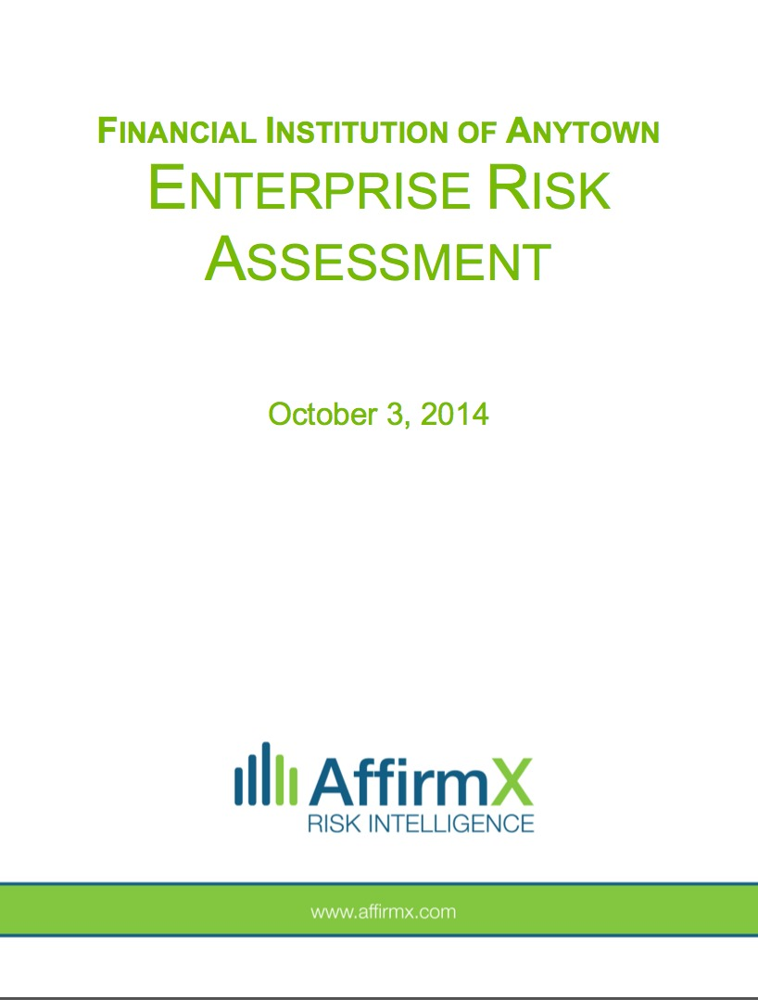 FINANCIAL INSTITUTION OF ANYTOWN
ENTERPRISE RISK
ASSESSMENT
October 3, 2014
AffirmX
RISK INTELLIGENCE
www.affirmx.com